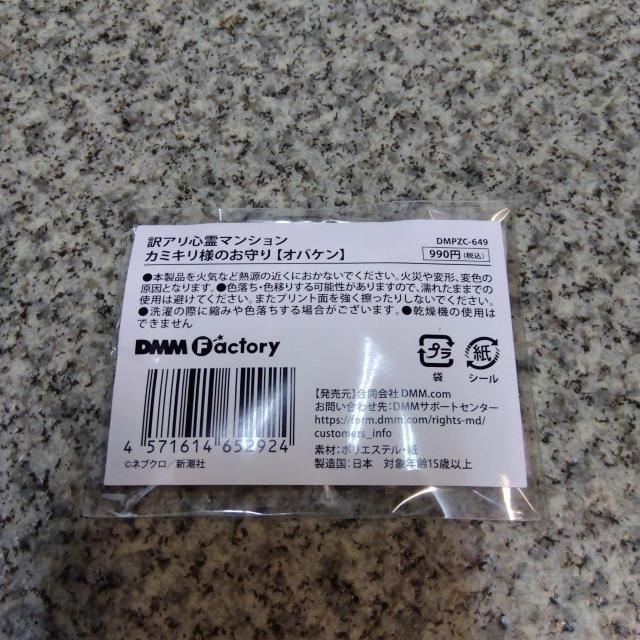 訳アリ心霊マンション
カミキリ様のお守り【オバケン】
DMPZC-649
990円(税込)
●本製品を火気など熱源の近くにおかないでください。火災や変形、変色の
原因となります。●色落ち・色移りする可能性がありますので、濡れたままでの
使用は避けてください。またプリント面を強く擦ったりしないでください。
●洗濯の際に縮みや色落ちする場合がございます。●乾燥機の使用は
できません
DMM Factory
プラ
袋
紙
シール
4 571614 652924
©ネブクロ/新潮社
【発売元】合同会社DMM.com
お問い合わせ先:DMMサポートセンター
https://form.dmm.com/rights-md/
customers_info
素材:ポリエステル・紙
製造国:日本 対象年齢15歳以上